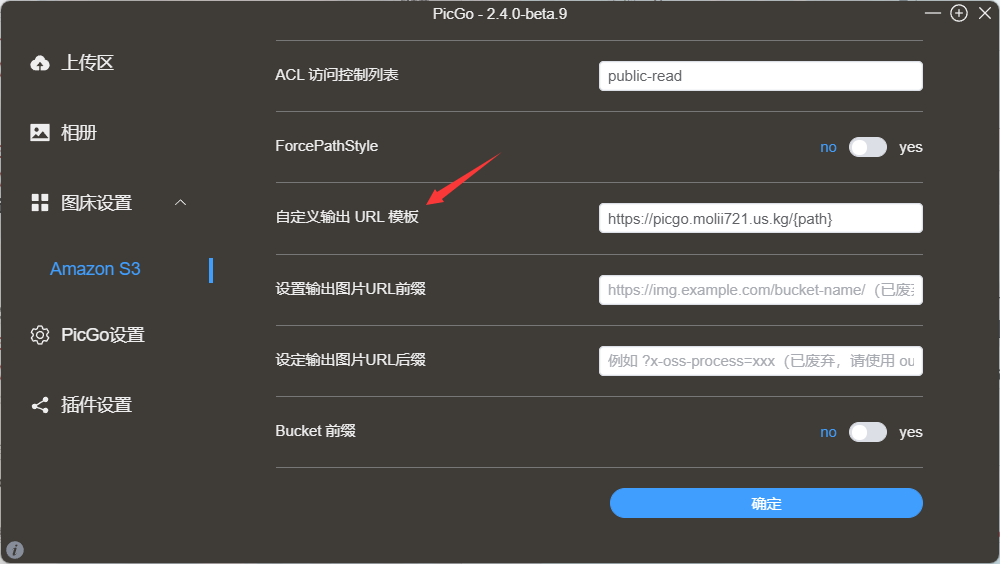 PicGo - 2.4.0-beta.9
上传区
相册
图床设置
Amazon S3
PicGo设置
插件设置
ACL 访问控制列表
public-read
ForcePathStyle
no yes
自定义输出 URL 模板
https://picgo.molii721.us.kg/{path}
设置输出图片URL前缀
https://img.example.com/bucket-name/（已废弃
设定输出图片URL后缀
例如 ?x-oss-process=xxx（已废弃，请使用 ou
Bucket 前缀
no yes
确定